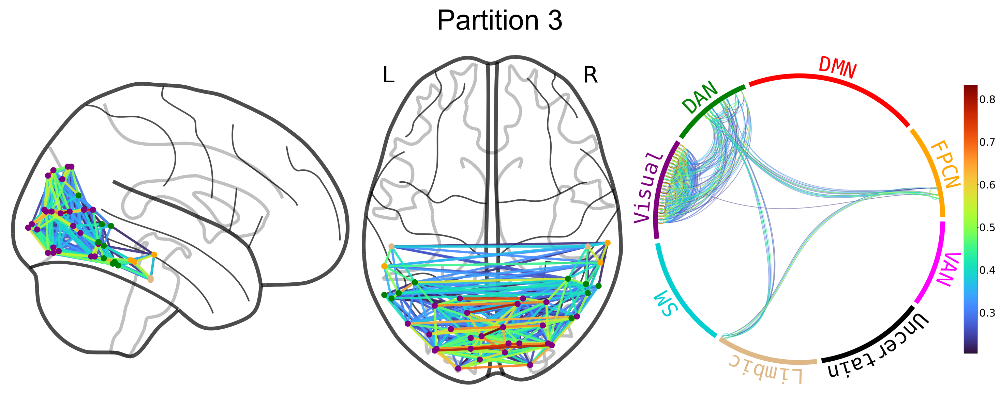 Partition 3
L
R
DMN
DAN
FPCN
Visual
VAN
SM
Uncertain
Limbic
0.8
0.7
0.6
0.5
0.4
0.3